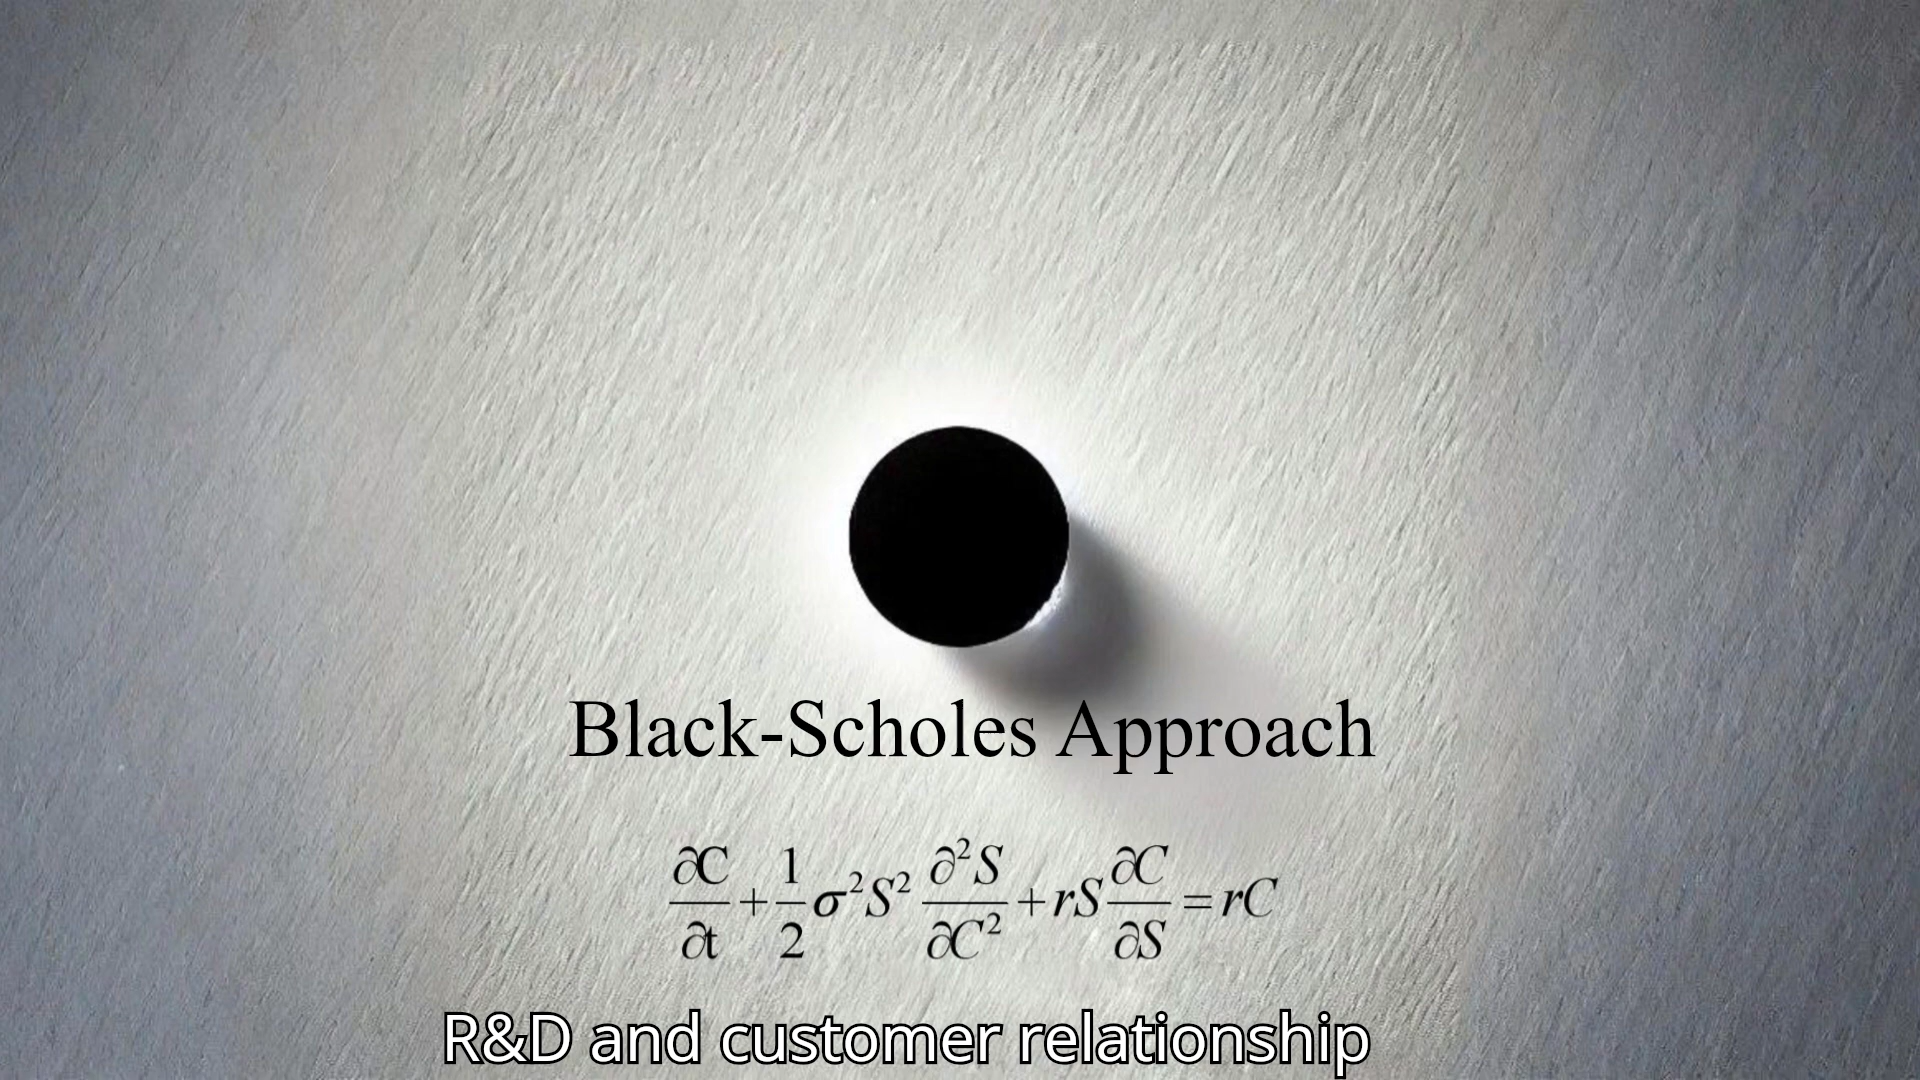 Black-Scholes Approach
∂C/∂t + 1/2 σ²S² ∂²S/∂C² + rS ∂C/∂S = rC
R&D and customer relationship